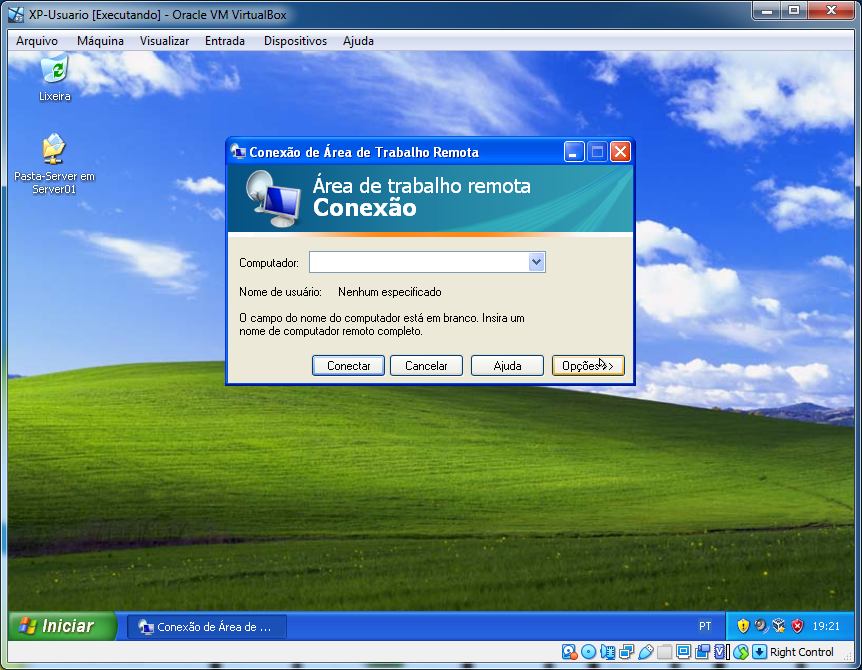 XP-Usuario [Executando] - Oracle VM VirtualBox
Arquivo Máquina Visualizar Entrada Dispositivos Ajuda
Lixeira
Pasta-Server em
Server01
Conexão de Área de Trabalho Remota
Área de trabalho remota
Conexão
Computador:
Nome de usuário: Nenhum especificado
O campo do nome do computador está em branco. Insira um
nome de computador remoto completo.
Conectar Cancelar Ajuda Opções >>
Iniciar Conexão de Área de ... PT 19:21
Right Control